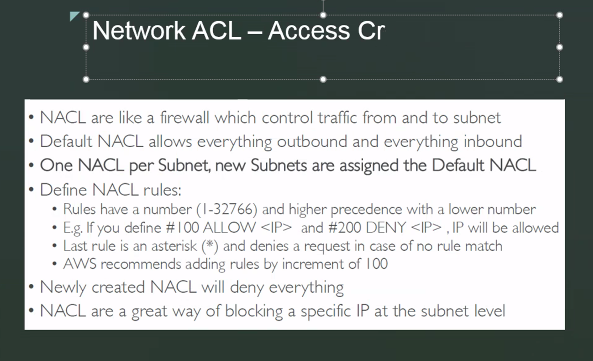 Network ACL – Access Cr
• NACL are like a firewall which control traffic from and to subnet
• Default NACL allows everything outbound and everything inbound
• One NACL per Subnet, new Subnets are assigned the Default NACL
• Define NACL rules:
• Rules have a number (1-32766) and higher precedence with a lower number
• E.g. If you define #100 ALLOW <IP> and #200 DENY <IP> , IP will be allowed
• Last rule is an asterisk (*) and denies a request in case of no rule match
• AWS recommends adding rules by increment of 100
• Newly created NACL will deny everything
• NACL are a great way of blocking a specific IP at the subnet level